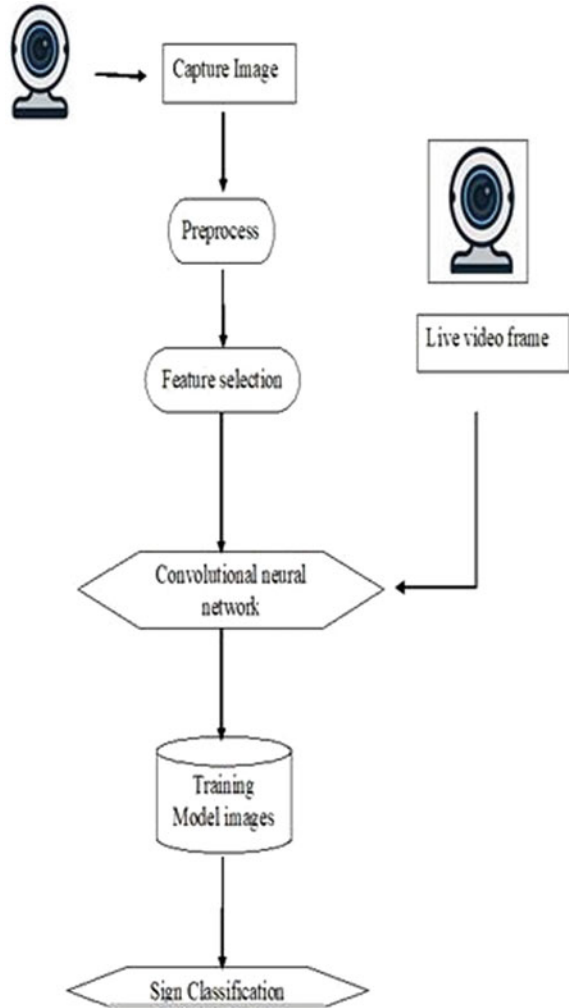 Capture Image
Preprocess
Live video frame
Feature selection
Convolutional neural
network
Training
Model images
Sign Classification